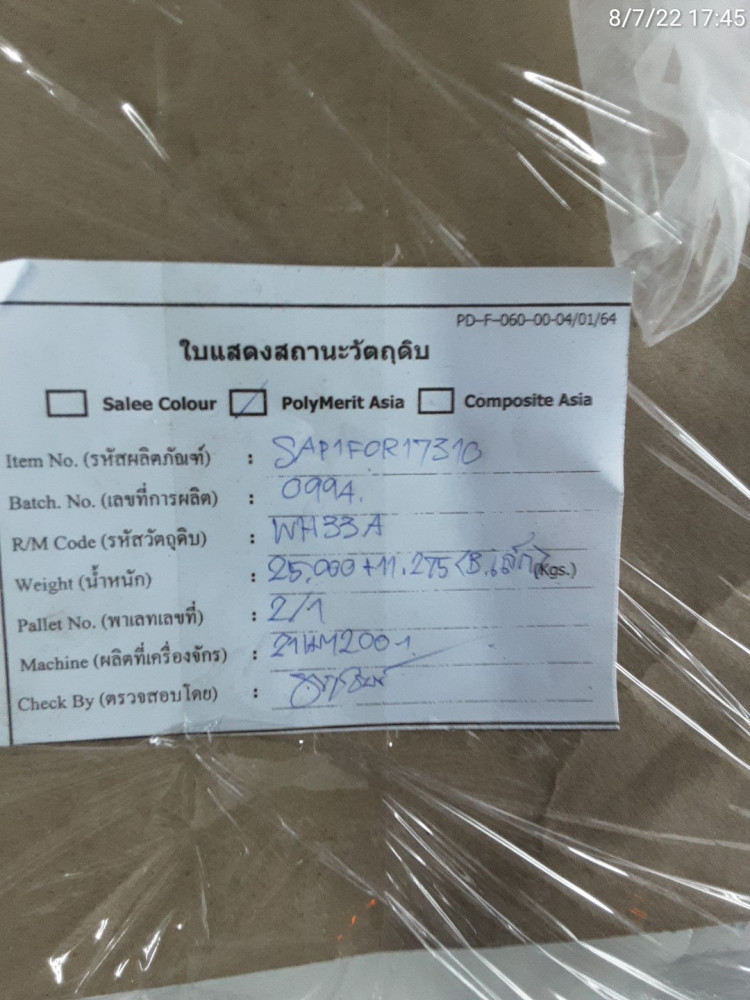 8/7/22 17:45
PD-F-060-00-04/01/64
ใบแสดงสถานะวัตถุดิบ
Salee Colour PolyMerit Asia Composite Asia
Item No. (รหัสผลิตภัณฑ์) : SAP1FOR17310
Batch. No. (เลขที่การผลิต) : 0994.
R/M Code (รหัสวัตถุดิบ) : WH33A
Weight (น้ำหนัก) : 25.000+11.275 (B.เล็ก) (Kgs.)
Pallet No. (พาเลทเลขที่) : 2/1
Machine (ผลิตที่เครื่องจักร) :
Check By (ตรวจสอบโดย) :